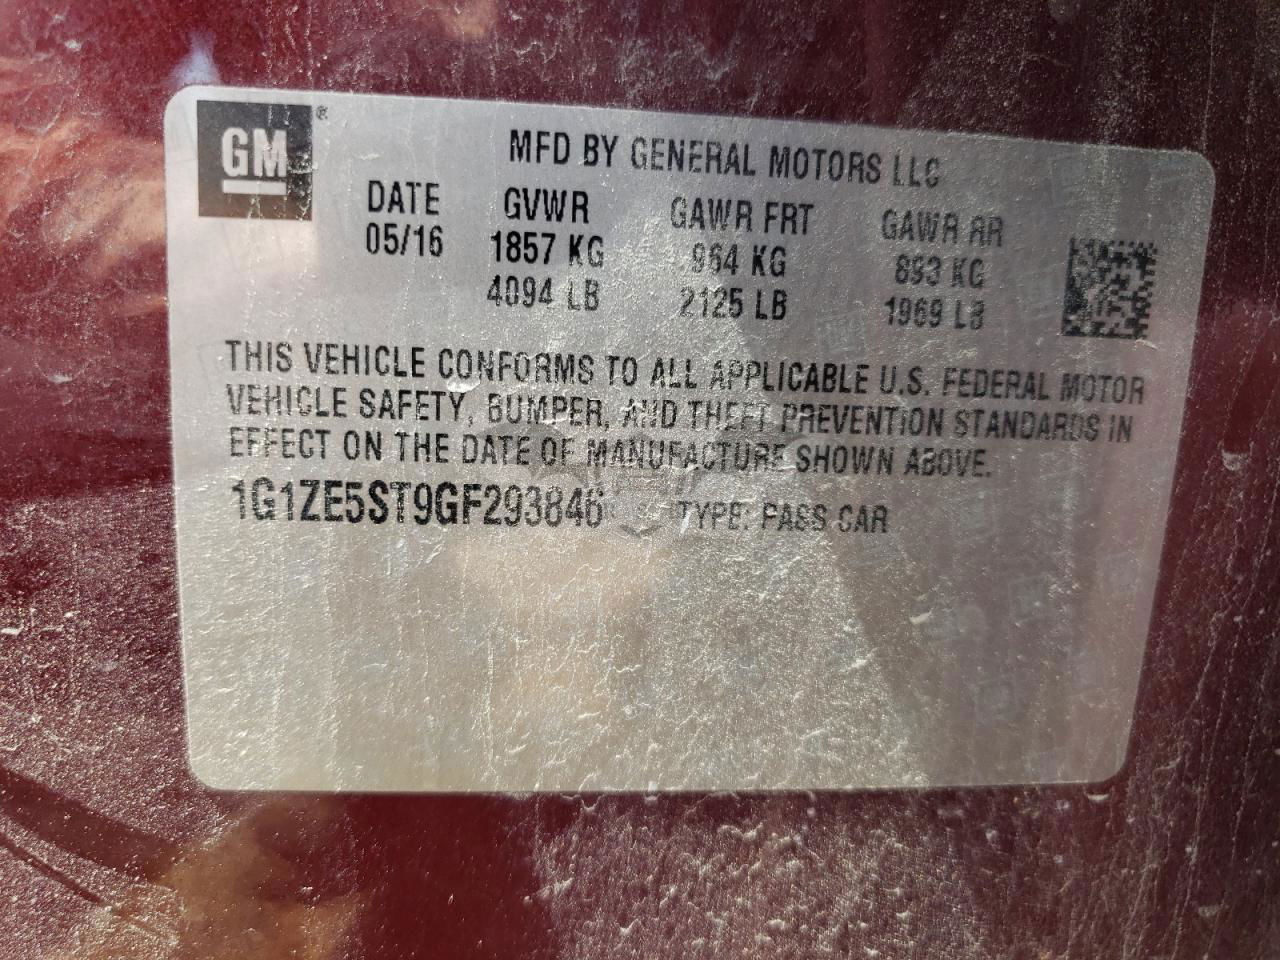 GM®
MFD BY GENERAL MOTORS LLC
DATE GVWR GAWR FRT GAWR RR
05/16 1857 KG 964 KG 893 KG
4094 LB 2125 LB 1969 LB
THIS VEHICLE CONFORMS TO ALL APPLICABLE U.S. FEDERAL MOTOR
VEHICLE SAFETY, BUMPER, AND THEFT PREVENTION STANDARDS IN
EFFECT ON THE DATE OF MANUFACTURE SHOWN ABOVE.
1G1ZE5ST9GF293846 TYPE: PASS CAR